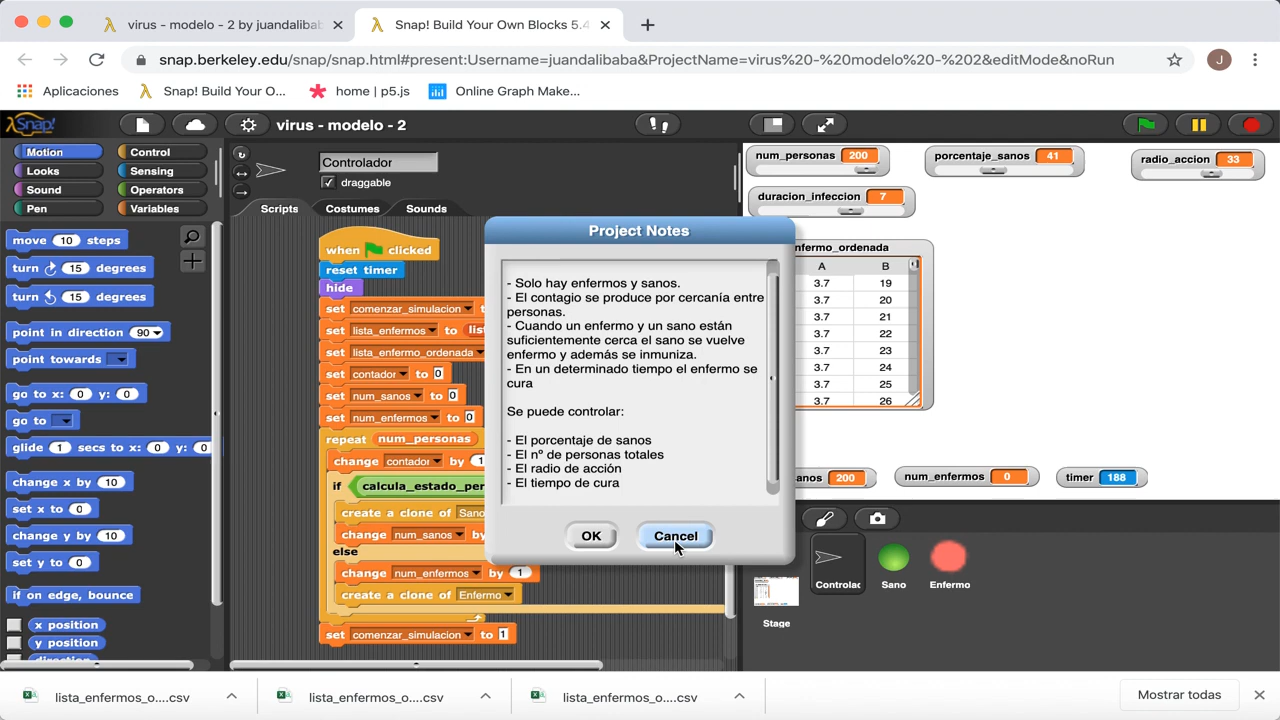 virus - modelo - 2 by juandalibab
Snap! Build Your Own Blocks 5.4
snap.berkeley.edu/snap/snap.html#present:Username=juandalibaba&ProjectName=virus%20-%20modelo%20-%202&editMode&noRun
J
Aplicaciones
Snap! Build Your O...
home | p5.js
Online Graph Make...
Snap!
virus - modelo - 2
Motion
Control
Looks
Sensing
Sound
Operators
Pen
Variables
Controlador
draggable
Scripts
Costumes
Sounds
move 10 steps
turn 15 degrees
turn 15 degrees
point in direction 90
point towards
go to x: 0 y: 0
go to
glide 1 secs to x: 0 y: 0
change x by 10
set x to 0
change y by 10
set y to 0
if on edge, bounce
x position
y position
direction
when clicked
reset timer
hide
set comenzar_simulacion
set lista_enfermos to list
set lista_enfermo_ordenada
set contador to 0
set num_sanos to 0
set num_enfermos to 0
repeat num_personas
change contador by 1
if calcula_estado_per
create a clone of Sano
change num_sanos by
else
change num_enfermos by 1
create a clone of Enfermo
set comenzar_simulacion to 1
Project Notes
- Solo hay enfermos y sanos.
- El contagio se produce por cercanía entre
personas.
- Cuando un enfermo y un sano están
suficientemente cerca el sano se vuelve
enfermo y además se inmuniza.
- En un determinado tiempo el enfermo se
cura
Se puede controlar:
- El porcentaje de sanos
- El nº de personas totales
- El radio de acción
- El tiempo de cura
OK
Cancel
num_personas 200
porcentaje_sanos 41
radio_accion 33
duracion_infeccion 7
nfermo_ordenada
A B
3.7 19
3.7 20
3.7 21
3.7 22
3.7 23
3.7 24
3.7 25
3.7 26
anos 200
num_enfermos 0
timer 188
Stage
Controlac
Sano
Enfermo
lista_enfermos_o....csv
lista_enfermos_o....csv
lista_enfermos_o....csv
Mostrar todas